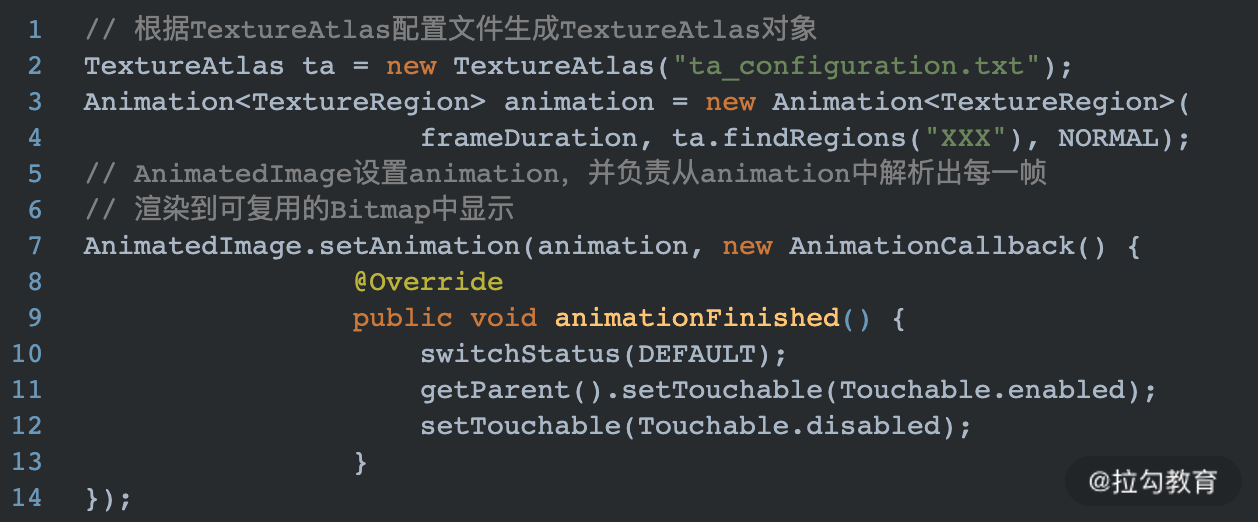 1 // 根据TextureAtlas配置文件生成TextureAtlas对象
2 TextureAtlas ta = new TextureAtlas("ta_configuration.txt");
3 Animation<TextureRegion> animation = new Animation<TextureRegion>(
4 frameDuration, ta.findRegions("XXX"), NORMAL);
5 // AnimatedImage设置animation，并负责从animation中解析出每一帧
6 // 渲染到可复用的Bitmap中显示
7 AnimatedImage.setAnimation(animation, new AnimationCallback() {
8 @Override
9 public void animationFinished() {
10 switchStatus(DEFAULT);
11 getParent().setTouchable(Touchable.enabled);
12 setTouchable(Touchable.disabled);
13 }
14 });
@拉勾教育